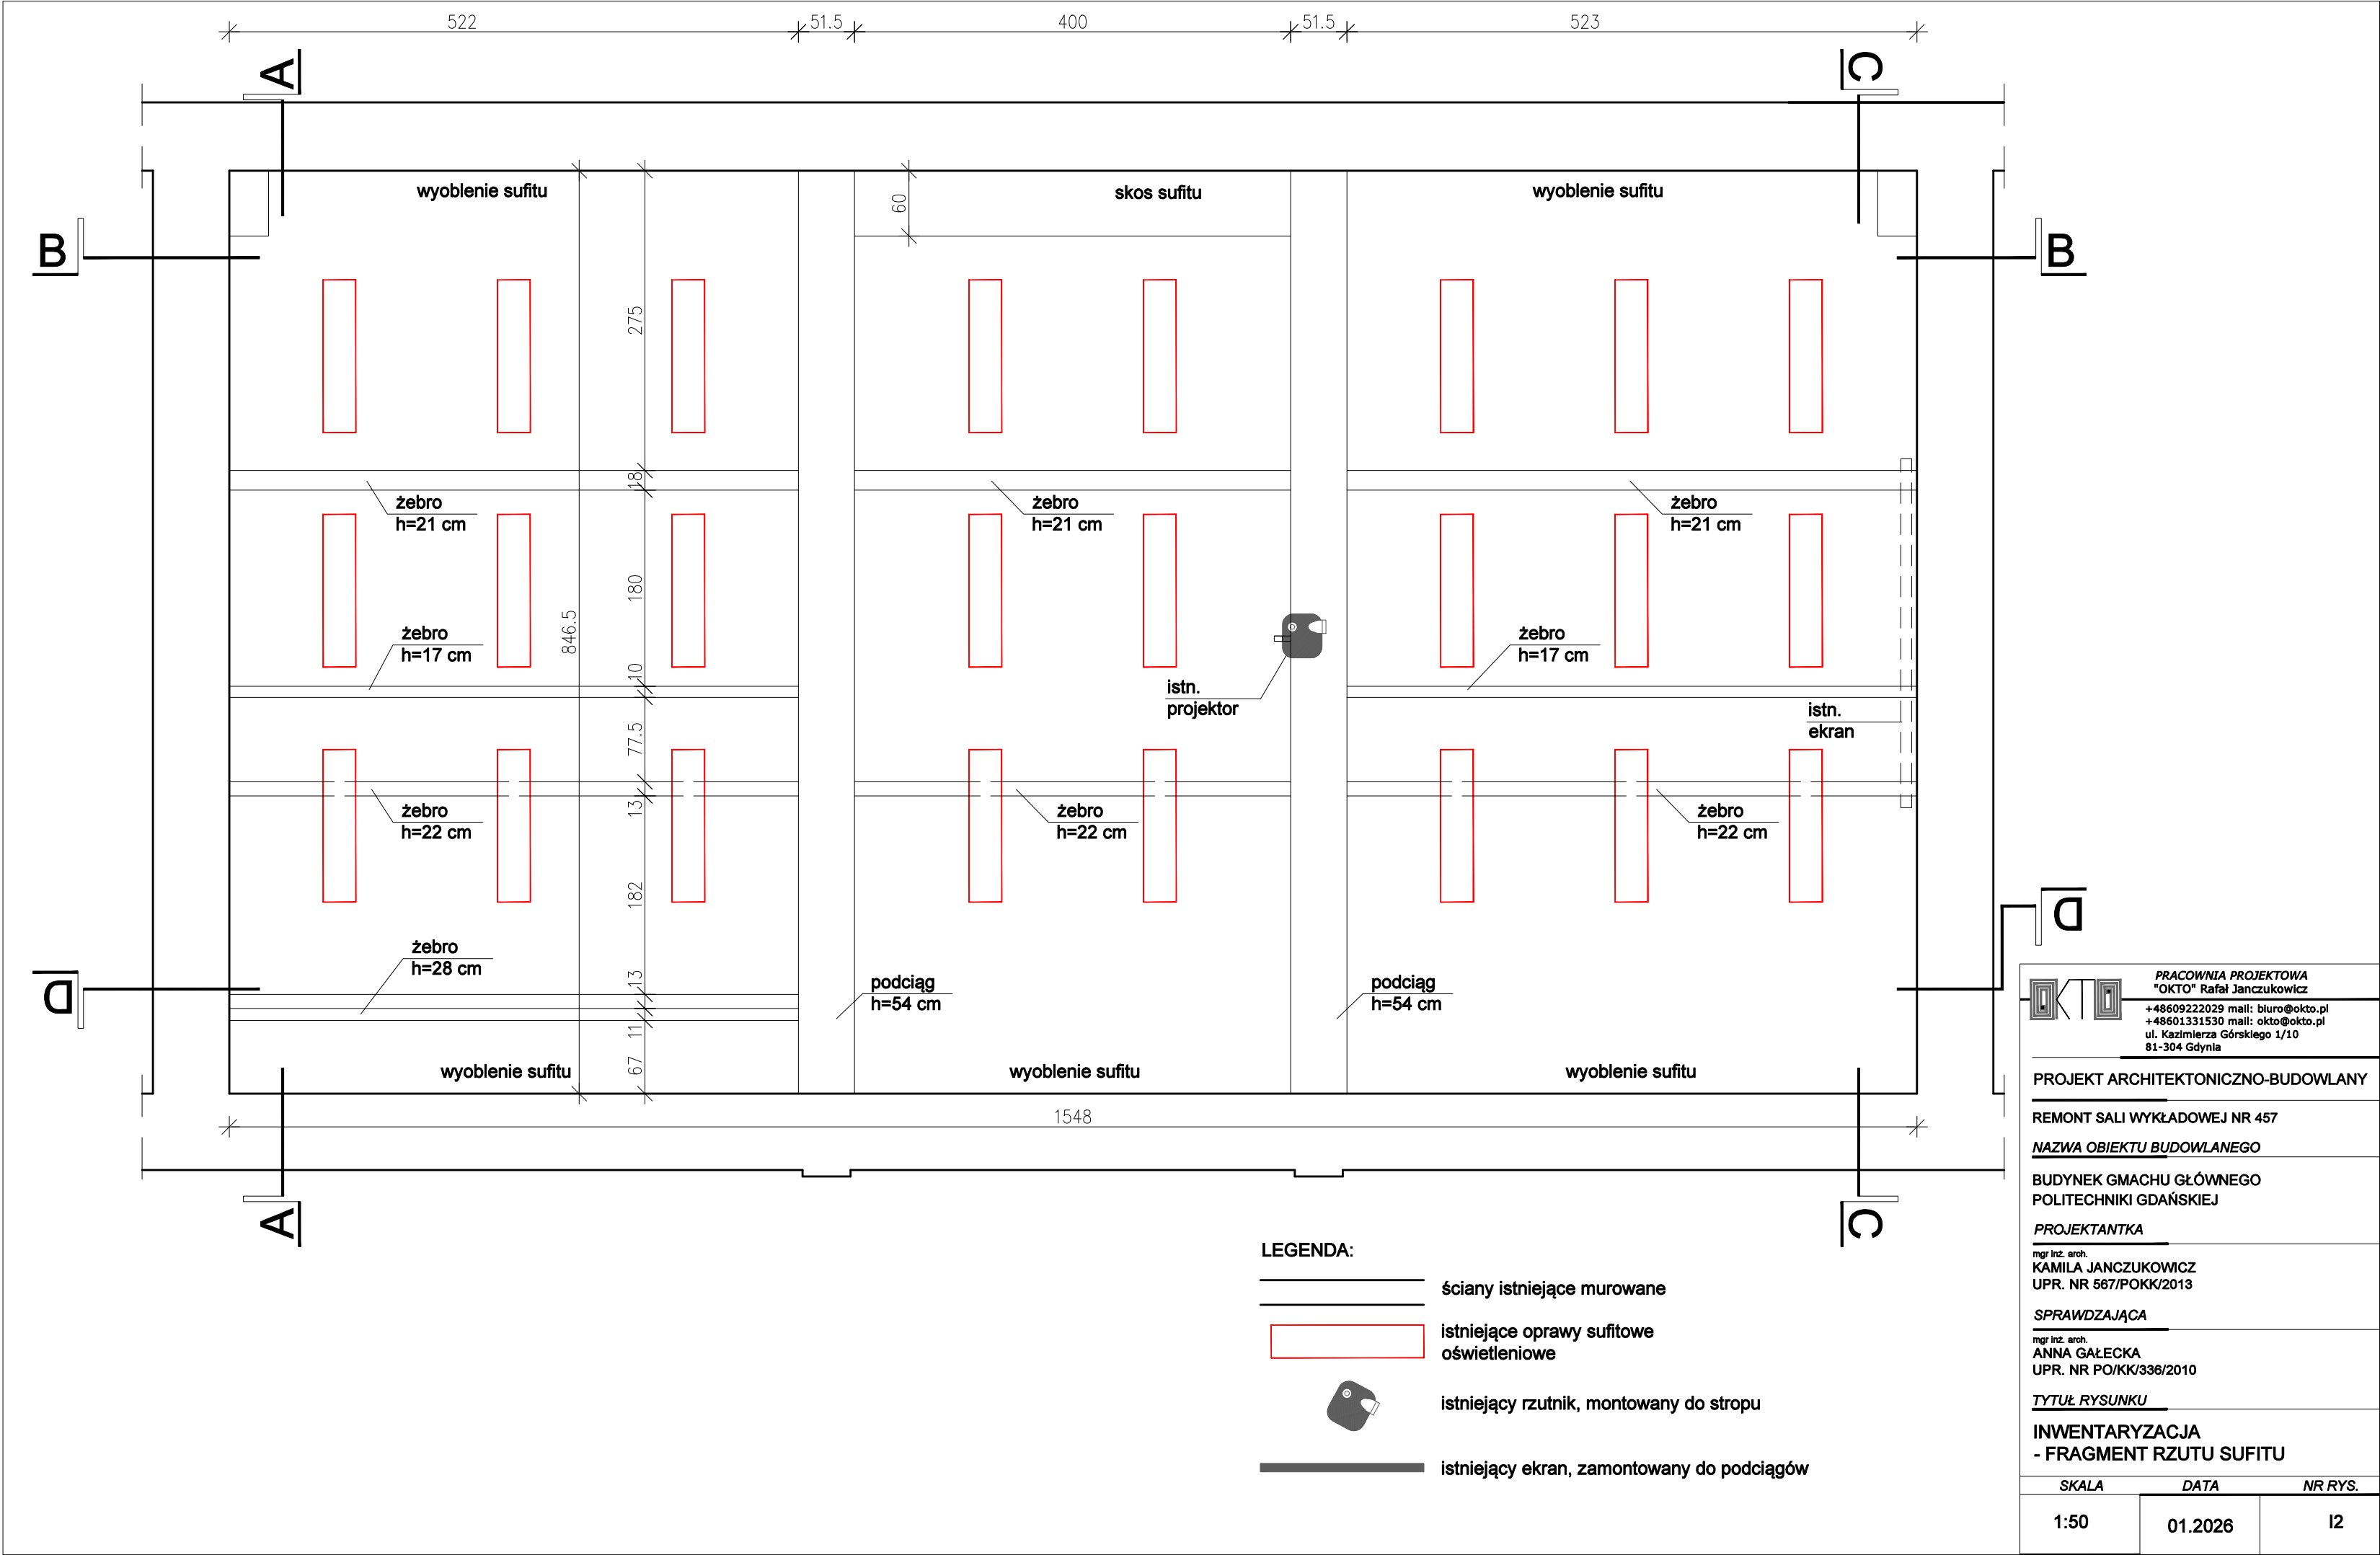 522
51.5
400
51.5
523
A
C
wyoblenie sufitu
skos sufitu
wyoblenie sufitu
60
B
B
275
18
żebro
h=21 cm
żebro
h=21 cm
żebro
h=21 cm
180
846.5
żebro
h=17 cm
żebro
h=17 cm
10
istn.
projektor
istn.
ekran
77.5
13
żebro
h=22 cm
żebro
h=22 cm
żebro
h=22 cm
182
D
żebro
h=28 cm
13
podciąg
h=54 cm
podciąg
h=54 cm
D
11
67
wyoblenie sufitu
wyoblenie sufitu
wyoblenie sufitu
1548
A
C
LEGENDA:
ściany istniejące murowane
istniejące oprawy sufitowe
oświetleniowe
istniejący rzutnik, montowany do stropu
istniejący ekran, zamontowany do podciągów
OKTO
PRACOWNIA PROJEKTOWA
"OKTO" Rafał Janczukowicz
+48609222029 mail: biuro@okto.pl
+48601331530 mail: okto@okto.pl
ul. Kazimierza Górskiego 1/10
81-304 Gdynia
PROJEKT ARCHITEKTONICZNO-BUDOWLANY
REMONT SALI WYKŁADOWEJ NR 457
NAZWA OBIEKTU BUDOWLANEGO
BUDYNEK GMACHU GŁÓWNEGO
POLITECHNIKI GDAŃSKIEJ
PROJEKTANTKA
mgr inż. arch.
KAMILA JANCZUKOWICZ
UPR. NR 567/POKK/2013
SPRAWDZAJĄCA
mgr inż. arch.
ANNA GAŁECKA
UPR. NR PO/KK/336/2010
TYTUŁ RYSUNKU
INWENTARYZACJA
- FRAGMENT RZUTU SUFITU
SKALA DATA NR RYS.
1:50 01.2026 I2